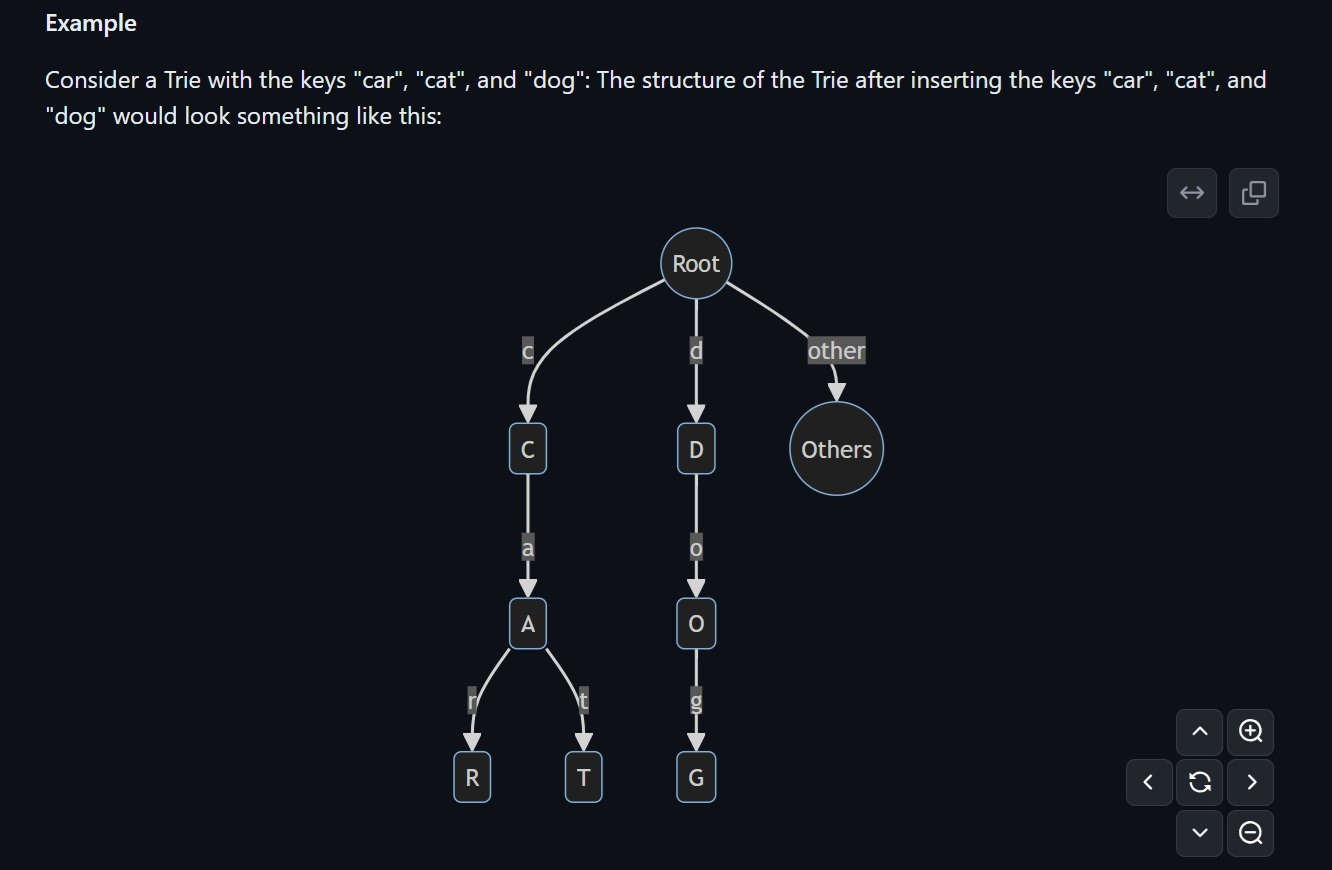 Example
Consider a Trie with the keys "car", "cat", and "dog": The structure of the Trie after inserting the keys "car", "cat", and
"dog" would look something like this:
Root
c d other
C D Others
a o
A O
r t g
R T G